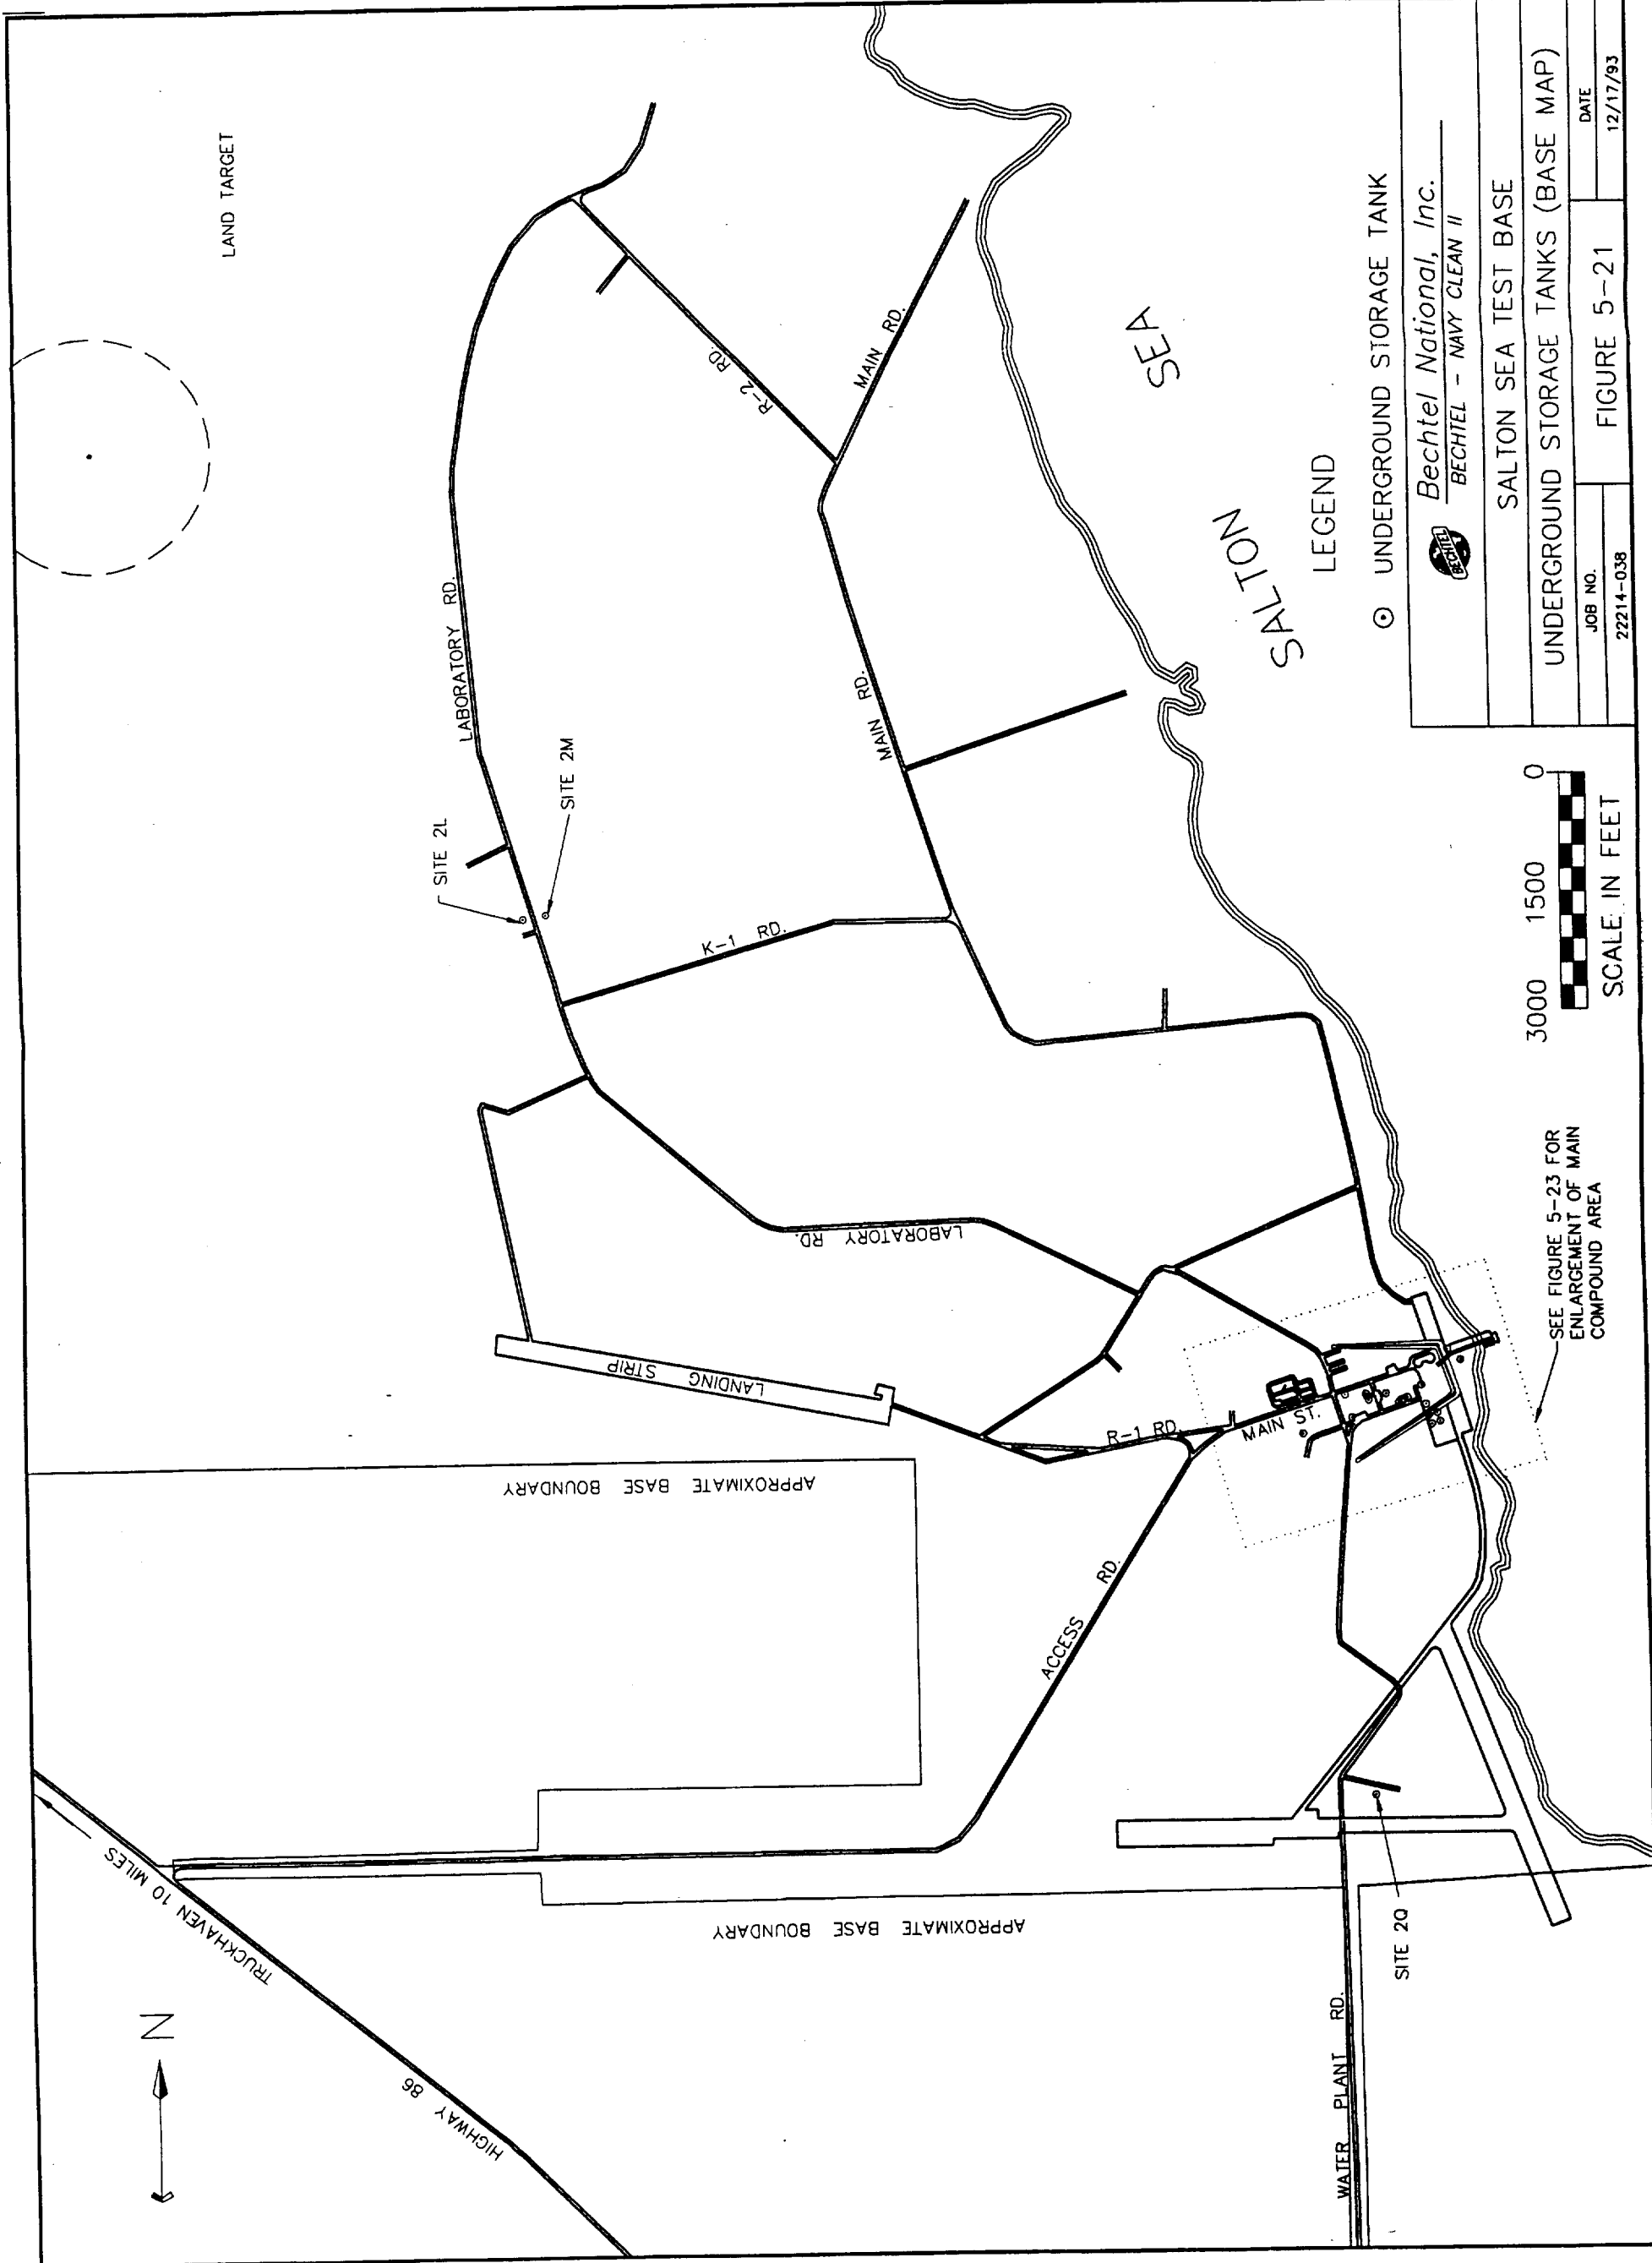 LAND TARGET
LABORATORY RD.
R-2 RD.
MAIN RD.
SITE 2L
SITE 2M
K-1 RD.
MAIN RD.
SALTON SEA
LANDING STRIP
LABORATORY RD.
R-1 RD.
MAIN ST.
ACCESS RD.
APPROXIMATE BASE BOUNDARY
APPROXIMATE BASE BOUNDARY
TRUCKHAVEN 10 MILES
HIGHWAY 86
N
WATER PLANT RD.
SITE 2Q
SEE FIGURE 5-23 FOR
ENLARGEMENT OF MAIN
COMPOUND AREA
3000 1500 0
SCALE IN FEET
LEGEND
UNDERGROUND STORAGE TANK
BECHTEL
Bechtel National, Inc.
BECHTEL - NAVY CLEAN II
SALTON SEA TEST BASE
UNDERGROUND STORAGE TANKS (BASE MAP)
JOB NO.
22214-038
FIGURE 5-21
DATE
12/17/93